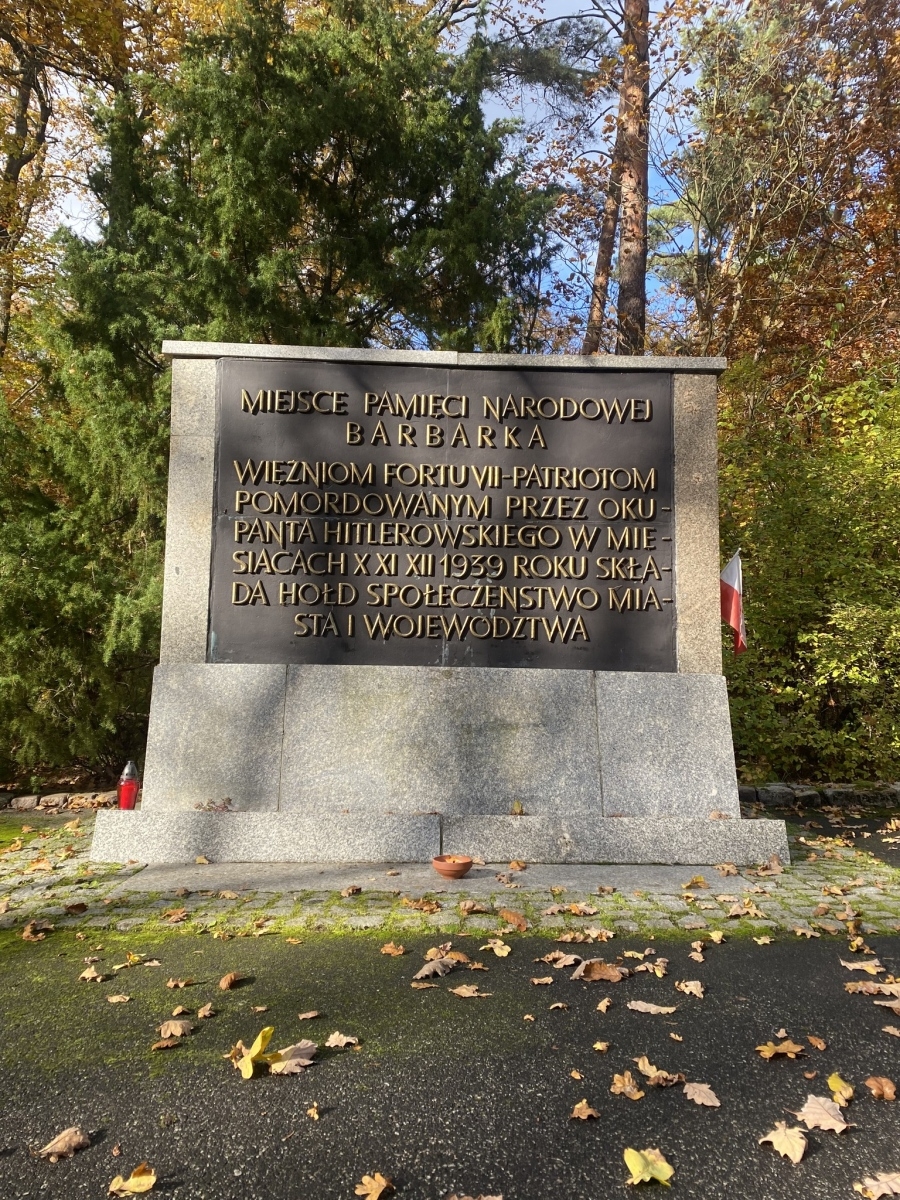 MIEJSCE PAMIĘCI NARODOWEJ
BARBARKA
WIĘŹNIOM FORTU VII-PATRIOTOM
POMORDOWANYM PRZEZ OKU-
PANTA HITLEROWSKIEGO W MIE-
SIĄCACH X XI XII 1939 ROKU SKŁA-
DA HOŁD SPOŁECZEŃSTWO MIA-
STA I WOJEWÓDZTWA